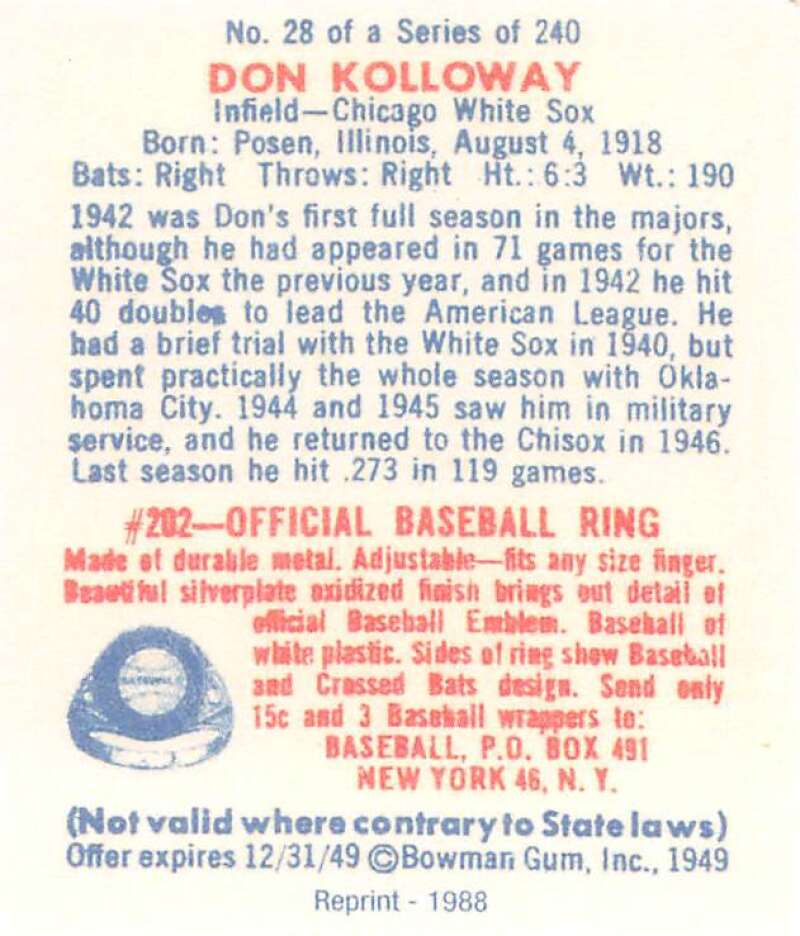 No. 28 of a Series of 240
DON KOLLOWAY
Infield—Chicago White Sox
Born: Posen, Illinois, August 4, 1918
Bats: Right Throws: Right Ht.: 6:3 Wt.: 190
1942 was Don's first full season in the majors,
although he had appeared in 71 games for the
White Sox the previous year, and in 1942 he hit
40 doubles to lead the American League. He
had a brief trial with the White Sox in 1940, but
spent practically the whole season with Okla-
homa City. 1944 and 1945 saw him in military
service, and he returned to the Chisox in 1946.
Last season he hit .273 in 119 games.
#202—OFFICIAL BASEBALL RING
Made of durable metal. Adjustable—fits any size finger.
Beautiful silverplate oxidized finish brings out detail of
official Baseball Emblem. Baseball of
white plastic. Sides of ring show Baseball
and Crossed Bats design. Send only
15c and 3 Baseball wrappers to:
BASEBALL, P.O. BOX 491
NEW YORK 46, N. Y.
(Not valid where contrary to State laws)
Offer expires 12/31/49 ©Bowman Gum, Inc., 1949
Reprint - 1988